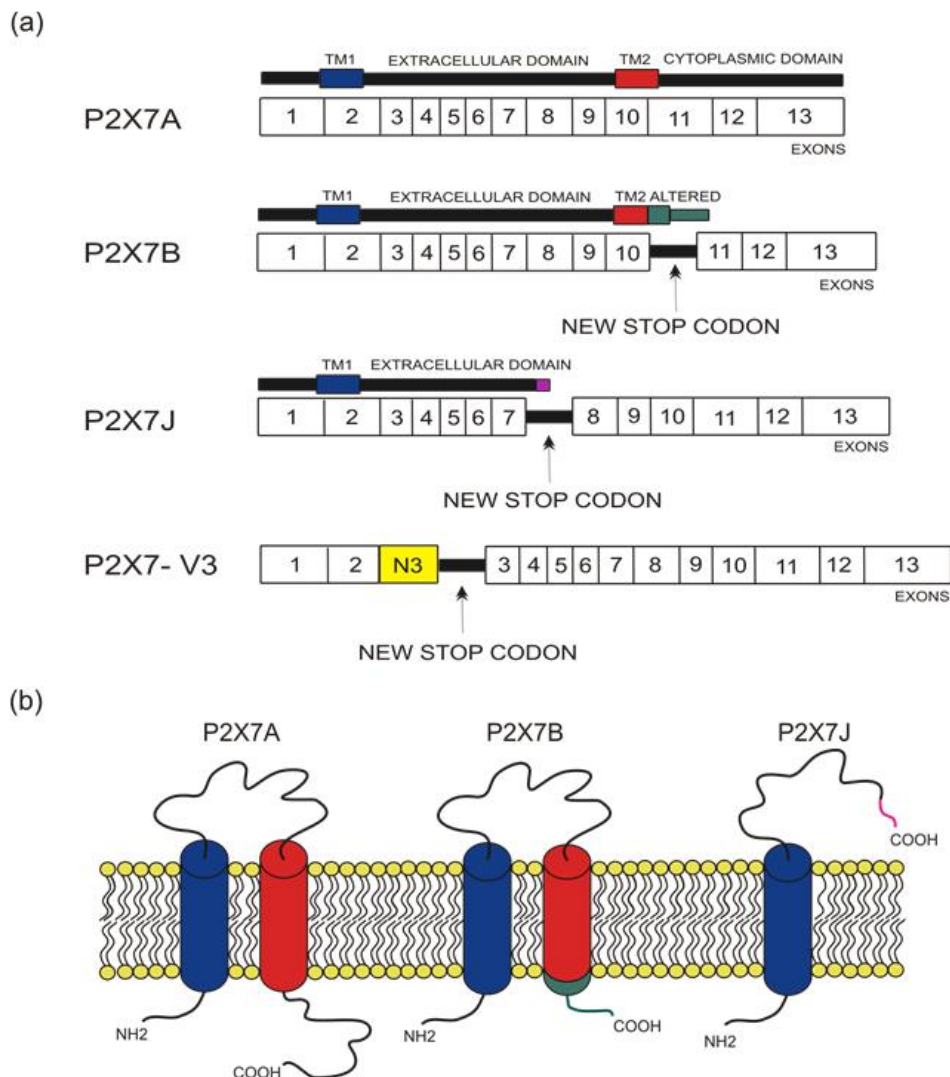 (a)
TM1 EXTRACELLULAR DOMAIN TM2 CYTOPLASMIC DOMAIN
P2X7A 1 2 3 4 5 6 7 8 9 10 11 12 13
EXONS
TM1 EXTRACELLULAR DOMAIN TM2 ALTERED
P2X7B 1 2 3 4 5 6 7 8 9 10 11 12 13
EXONS
NEW STOP CODON
TM1 EXTRACELLULAR DOMAIN
P2X7J 1 2 3 4 5 6 7 8 9 10 11 12 13
EXONS
NEW STOP CODON
P2X7- V3 1 2 N3 3 4 5 6 7 8 9 10 11 12 13
EXONS
NEW STOP CODON
(b)
P2X7A P2X7B P2X7J
COOH
NH2 COOH NH2 COOH NH2